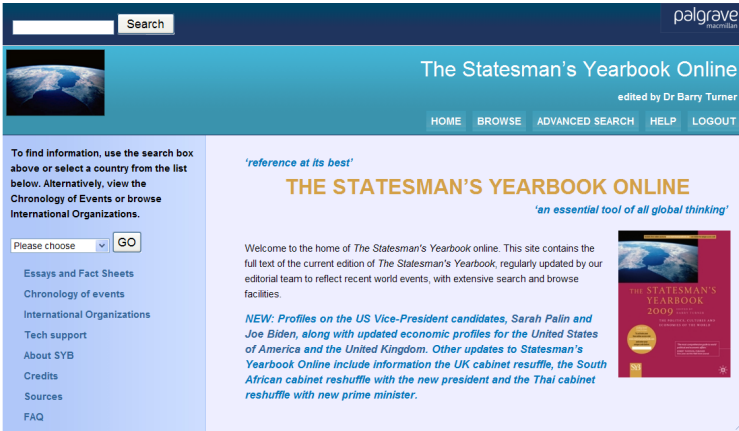 Search
palgrave
macmillan
The Statesman's Yearbook Online
edited by Dr Barry Turner
HOME BROWSE ADVANCED SEARCH HELP LOGOUT
To find information, use the search box
above or select a country from the list
below. Alternatively, view the
Chronology of Events or browse
International Organizations.
Please choose GO
Essays and Fact Sheets
Chronology of events
International Organizations
Tech support
About SYB
Credits
Sources
FAQ
‘reference at its best’
THE STATESMAN’S YEARBOOK ONLINE
‘an essential tool of all global thinking’
Welcome to the home of The Statesman's Yearbook online. This site contains the
full text of the current edition of The Statesman's Yearbook, regularly updated by our
editorial team to reflect recent world events, with extensive search and browse
facilities.
NEW: Profiles on the US Vice-President candidates, Sarah Palin and
Joe Biden, along with updated economic profiles for the United States
of America and the United Kingdom. Other updates to Statesman’s
Yearbook Online include information the UK cabinet resuffle, the South
African cabinet reshuffle with the new president and the Thai cabinet
reshuffle with new prime minister.
THE STATESMAN'S
YEARBOOK
2009
THE POLITICS, CULTURES AND
ECONOMIES OF THE WORLD